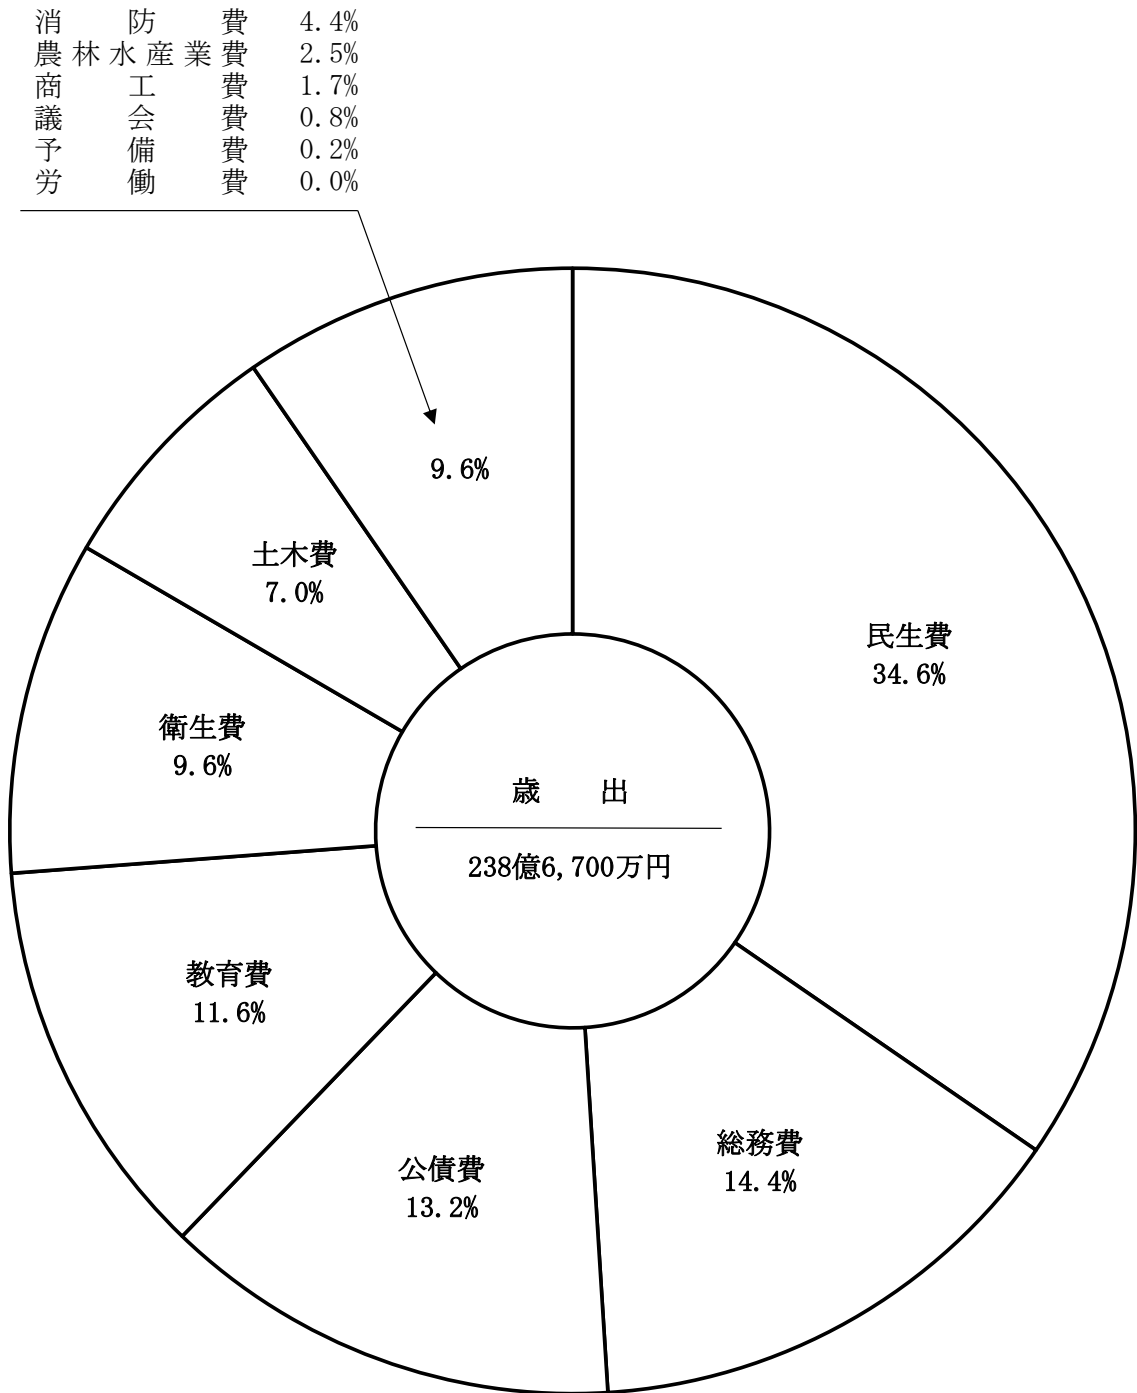 消防費 4.4%
農林水産業費 2.5%
商工費 1.7%
議会費 0.8%
予備費 0.2%
労働費 0.0%
9.6%
民生費
34.6%
総務費
14.4%
公債費
13.2%
教育費
11.6%
衛生費
9.6%
土木費
7.0%
歳出
238億6,700万円